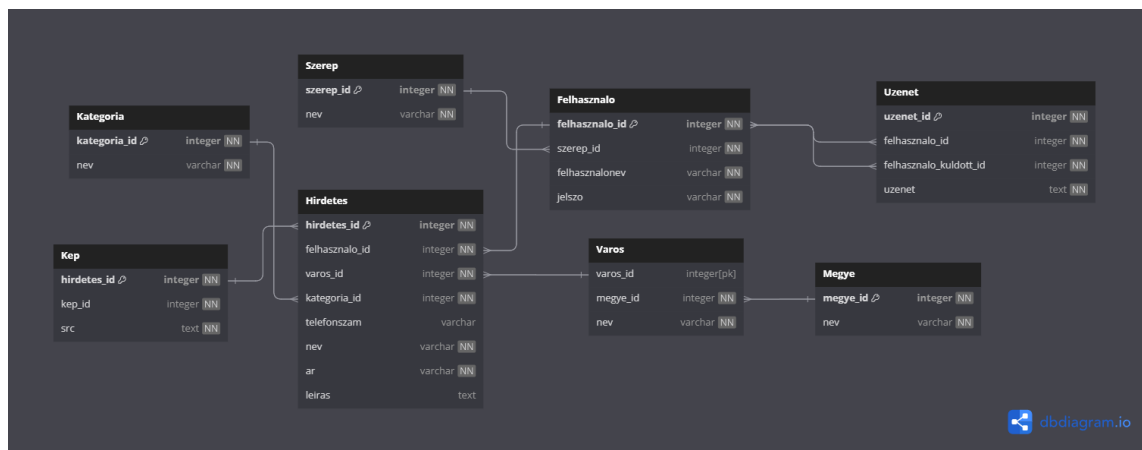 Szerep
szerep_id integer NN
nev varchar NN
Kategoria
kategoria_id integer NN
nev varchar NN
Felhasznalo
felhasznalo_id integer NN
szerep_id integer NN
felhasznalonev varchar NN
jelszo varchar NN
Uzenet
uzenet_id integer NN
felhasznalo_id integer NN
felhasznalo_kuldott_id integer NN
uzenet text NN
Hirdetes
hirdetes_id integer NN
felhasznalo_id integer NN
varos_id integer NN
kategoria_id integer NN
telefonszam varchar
nev varchar NN
ar varchar NN
leiras text
Kep
hirdetes_id integer NN
kep_id integer NN
src text NN
Varos
varos_id integer[pk]
megye_id integer NN
nev varchar NN
Megye
megye_id integer NN
nev varchar NN
dbdiagram.io